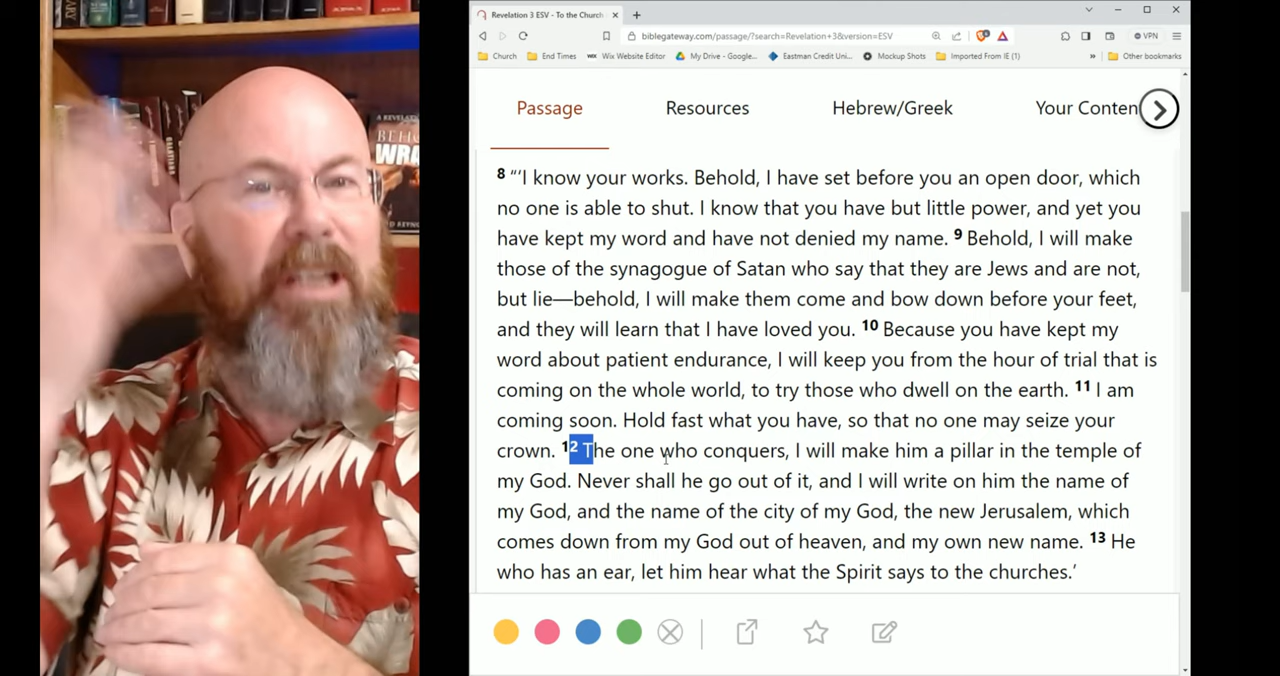 A REVELA
BEHO
WRA
D REYNO
Revelation 3 ESV - To the Church
biblegateway.com/passage/?search=Revelation+3&version=ESV
VPN
Church
End Times
WIX Wix Website Editor
My Drive - Google...
Eastman Credit Uni...
Mockup Shots
Imported From IE (1)
»
Other bookmarks
Passage
Resources
Hebrew/Greek
Your Conten
8 “‘I know your works. Behold, I have set before you an open door, which
no one is able to shut. I know that you have but little power, and yet you
have kept my word and have not denied my name. 9 Behold, I will make
those of the synagogue of Satan who say that they are Jews and are not,
but lie—behold, I will make them come and bow down before your feet,
and they will learn that I have loved you. 10 Because you have kept my
word about patient endurance, I will keep you from the hour of trial that is
coming on the whole world, to try those who dwell on the earth. 11 I am
coming soon. Hold fast what you have, so that no one may seize your
crown. 12 The one who conquers, I will make him a pillar in the temple of
my God. Never shall he go out of it, and I will write on him the name of
my God, and the name of the city of my God, the new Jerusalem, which
comes down from my God out of heaven, and my own new name. 13 He
who has an ear, let him hear what the Spirit says to the churches.’